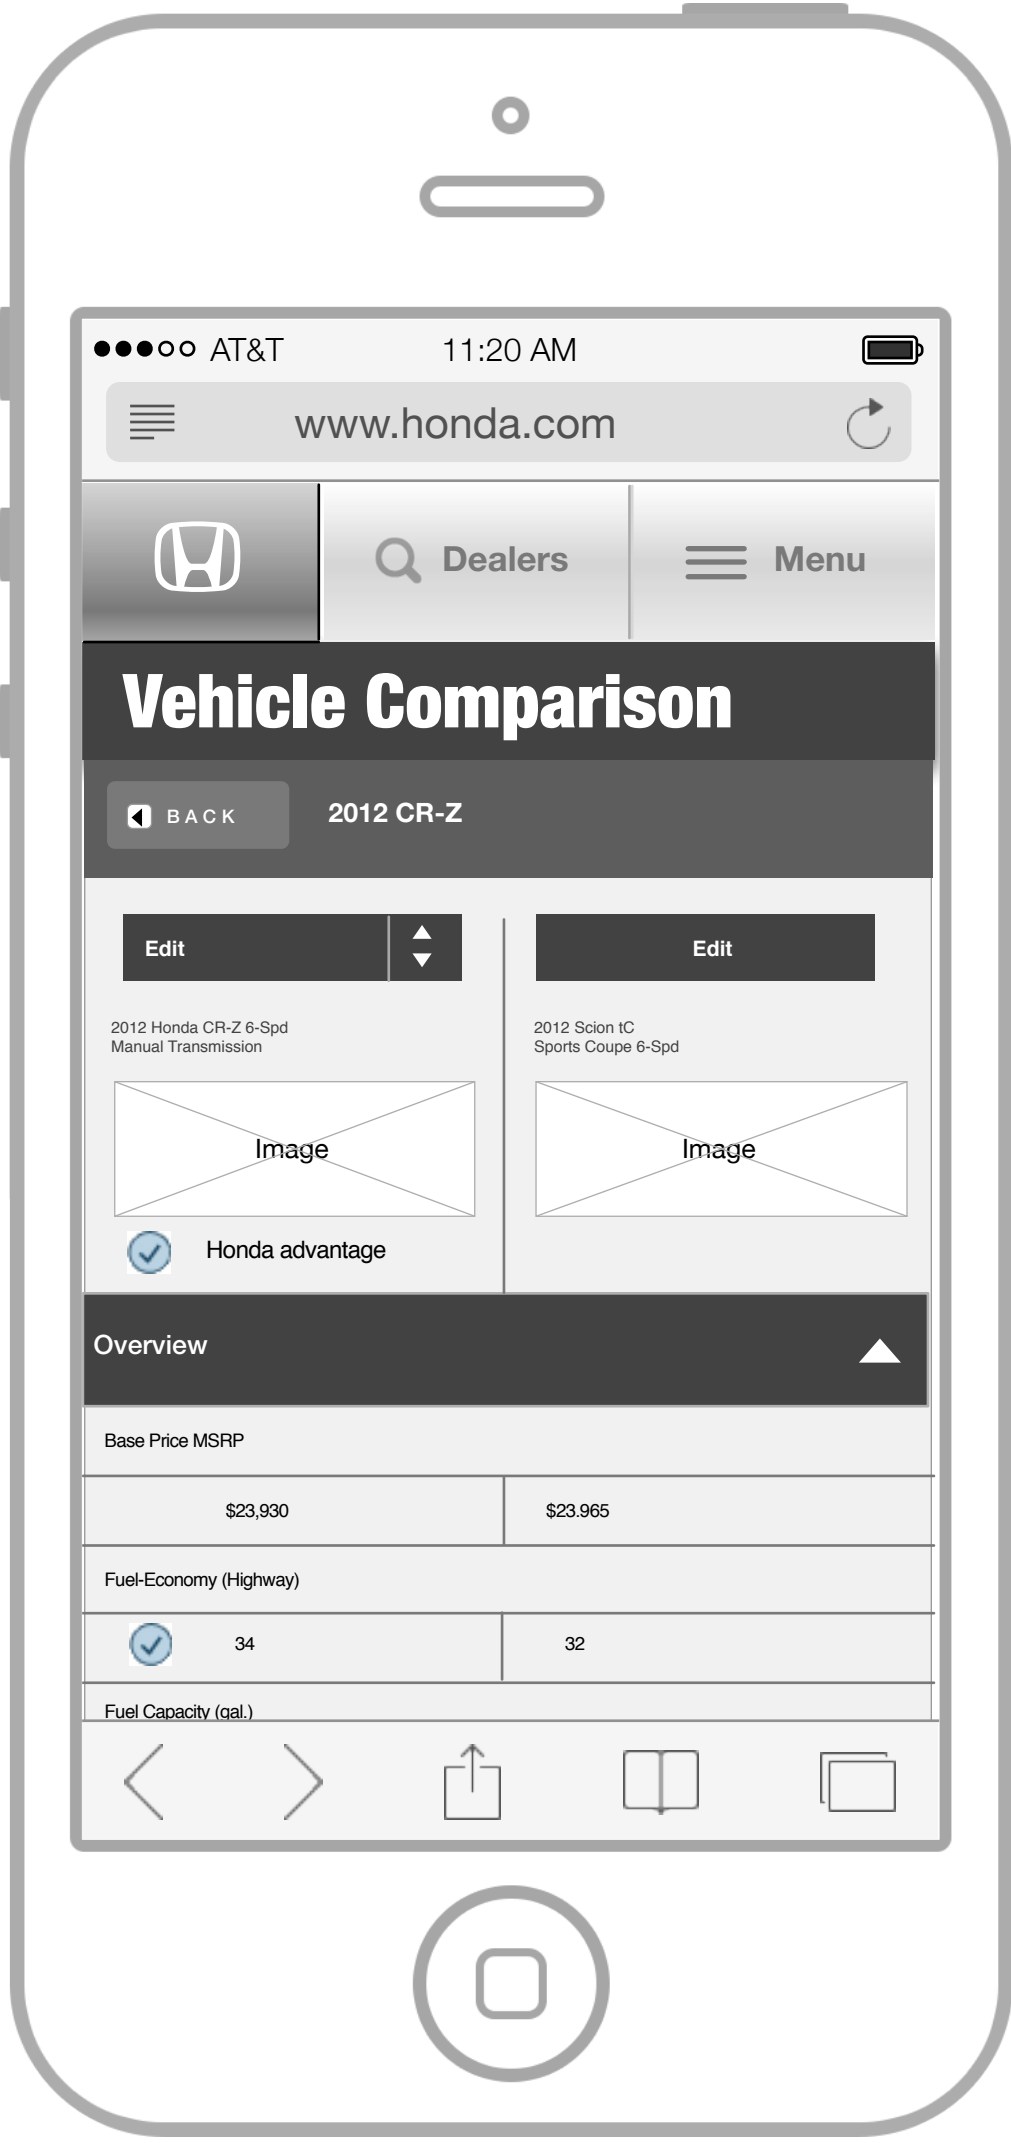 AT&T 11:20 AM
www.honda.com
Dealers Menu
Vehicle Comparison
BACK 2012 CR-Z
Edit Edit
2012 Honda CR-Z 6-Spd 2012 Scion tC
Manual Transmission Sports Coupe 6-Spd
Image Image
Honda advantage
Overview
Base Price MSRP
$23,930 $23.965
Fuel-Economy (Highway)
34 32
Fuel Capacity (gal.)